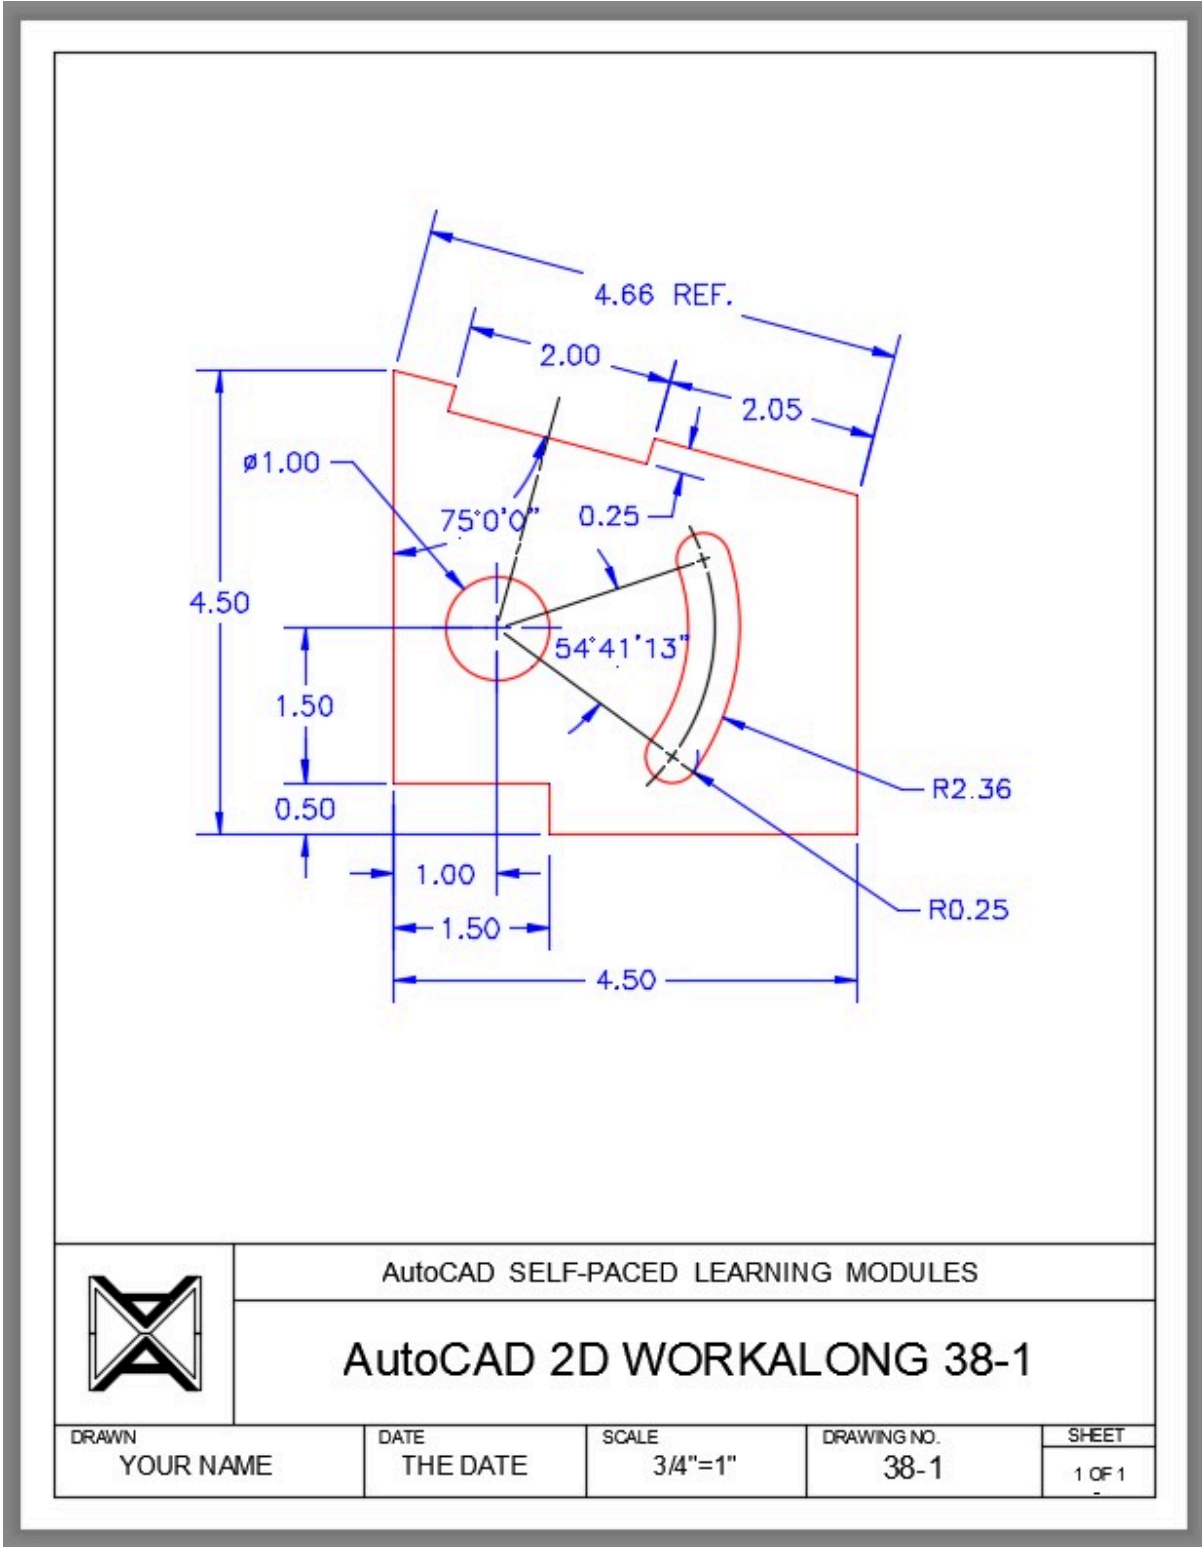 4.66 REF.
2.00
2.05
ø1.00
75°0'0"
0.25
4.50
54°41'13"
1.50
R2.36
0.50
1.00
R0.25
1.50
4.50
AutoCAD SELF-PACED LEARNING MODULES
AutoCAD 2D WORKALONG 38-1
DRAWN
YOUR NAME
DATE
THE DATE
SCALE
3/4"=1"
DRAWING NO.
38-1
SHEET
1 OF 1